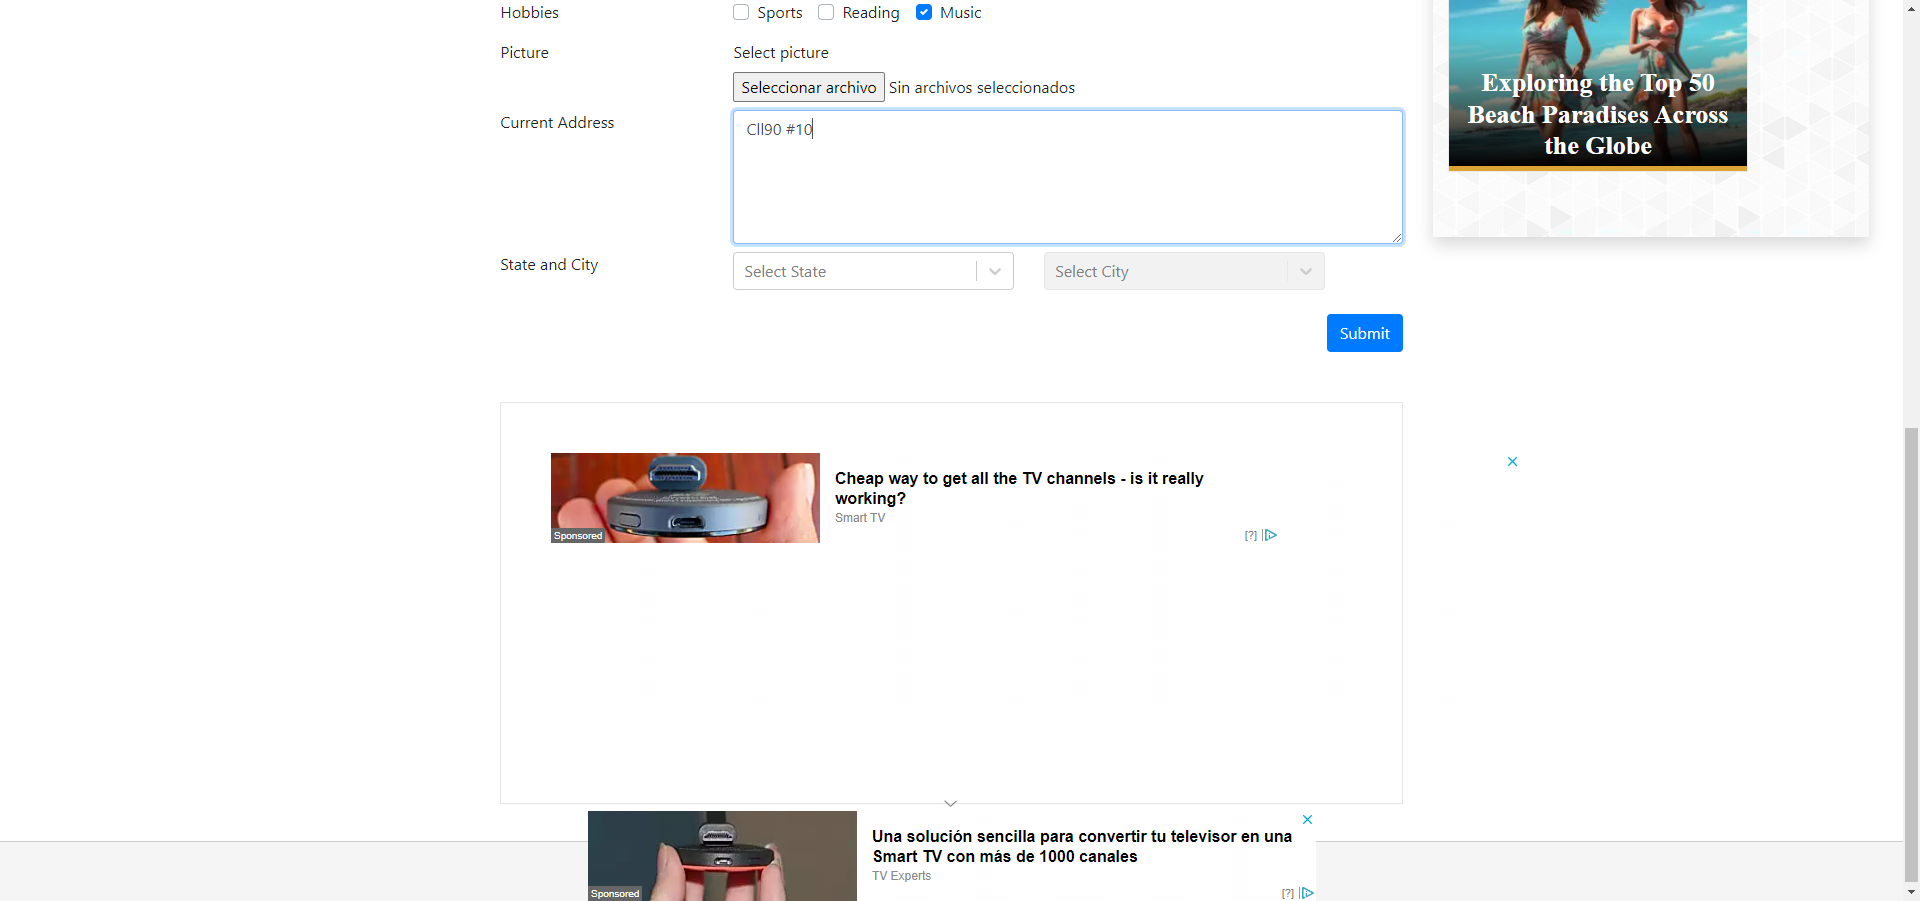 Hobbies
Sports Reading Music
Picture
Select picture
Seleccionar archivo Sin archivos seleccionados
Current Address
Cll90 #10
State and City
Select State
Select City
Submit
Exploring the Top 50
Beach Paradises Across
the Globe
Sponsored
Cheap way to get all the TV channels - is it really
working?
Smart TV
[?]
Sponsored
Una solución sencilla para convertir tu televisor en una
Smart TV con más de 1000 canales
TV Experts
[?]